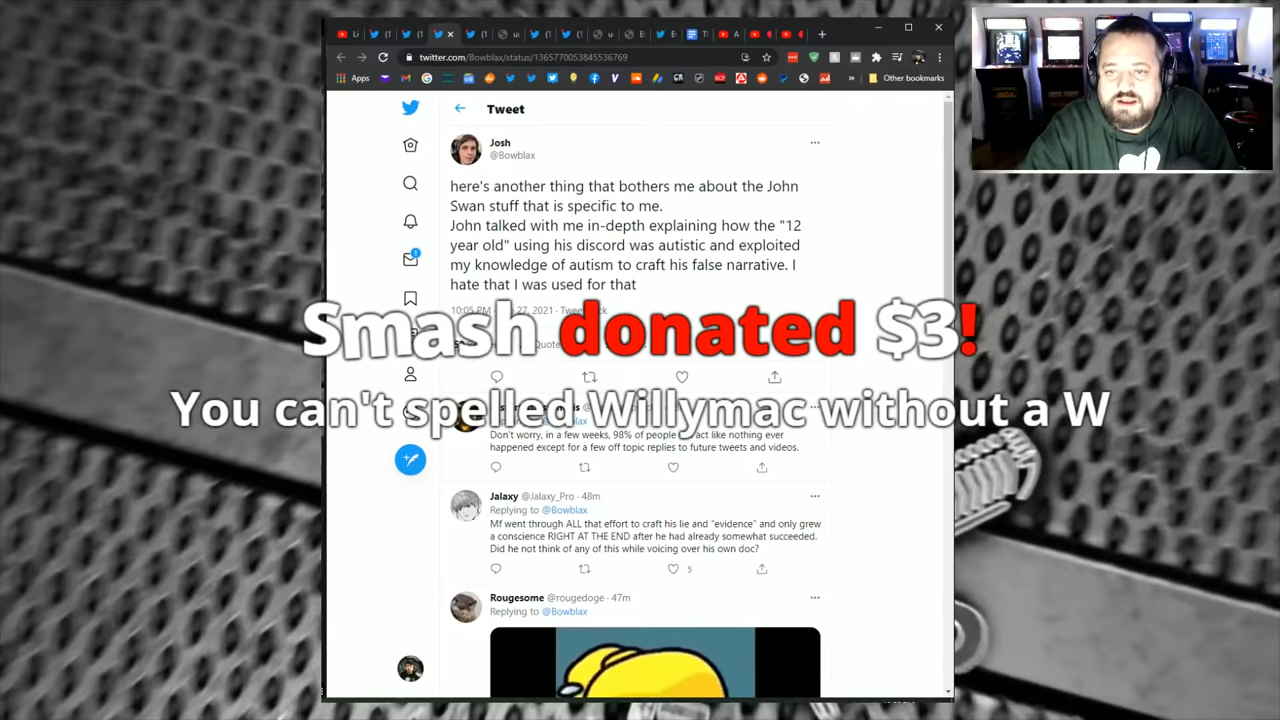 twitter.com/Bowblax/status/1365770053845536769
Apps
Other bookmarks
Tweet
Josh
@Bowblax
here's another thing that bothers me about the John
Swan stuff that is specific to me.
John talked with me in-depth explaining how the "12
year old" using his discord was autistic and exploited
my knowledge of autism to craft his false narrative. I
hate that I was used for that
10:05 PM 27, 2021
Smash donated $3!
You can't spelled Willymac without a W
@Bowblax
Don't worry, in a few weeks, 98% of people act like nothing ever
happened except for a few off topic replies to future tweets and videos.
Jalaxy @Jalaxy_Pro · 48m
Replying to @Bowblax
Mf went through ALL that effort to craft his lie and "evidence" and only grew
a conscience RIGHT AT THE END after he had already somewhat succeeded.
Did he not think of any of this while voicing over his own doc?
5
Rougesome @rougedoge · 47m
Replying to @Bowblax